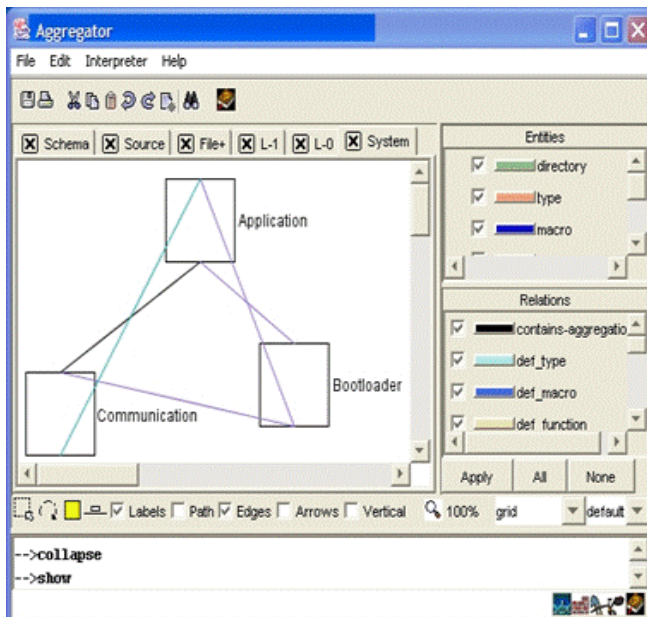 Aggregator
File Edit Interpreter Help
Schema Source File+ L-1 L-0 System
Entities
directory
type
macro
Application
Relations
contains-aggregatio
def_type
def_macro
def_function
Bootloader
Communication
Apply All None
Labels Path Edges Arrows Vertical 100% grid default
-->collapse
-->show